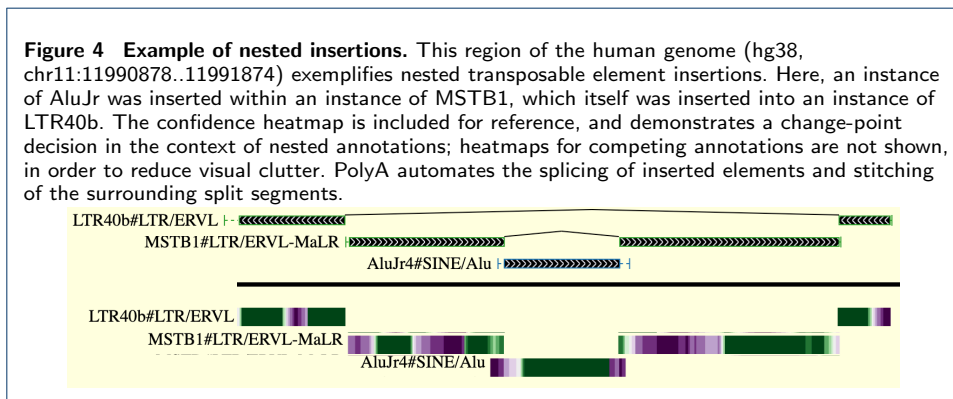 Figure 4 Example of nested insertions. This region of the human genome (hg38,
chr11:11990878..11991874) exemplifies nested transposable element insertions. Here, an instance
of AluJr was inserted within an instance of MSTB1, which itself was inserted into an instance of
LTR40b. The confidence heatmap is included for reference, and demonstrates a change-point
decision in the context of nested annotations; heatmaps for competing annotations are not shown,
in order to reduce visual clutter. PolyA automates the splicing of inserted elements and stitching
of the surrounding split segments.
LTR40b#LTR/ERVL
MSTB1#LTR/ERVL-MaLR
AluJr4#SINE/Alu
LTR40b#LTR/ERVL
MSTB1#LTR/ERVL-MaLR
AluJr4#SINE/Alu